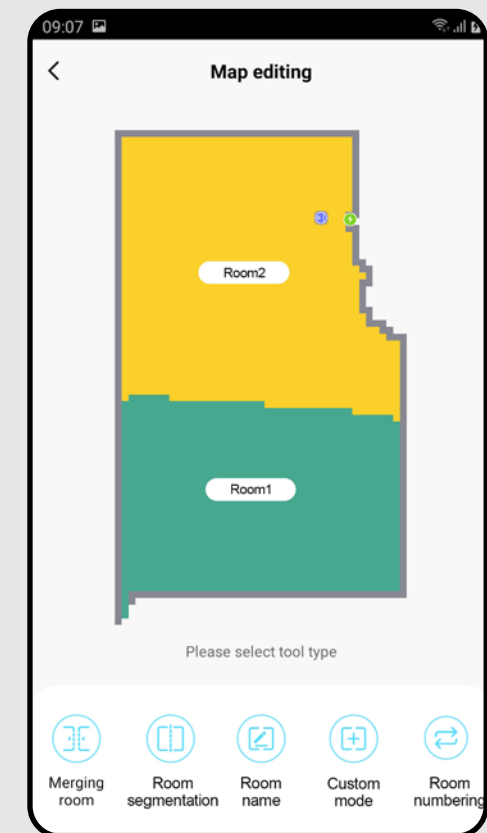 09:07
Map editing
Room2
Room1
Please select tool type
Merging room
Room segmentation
Room name
Custom mode
Room numbering